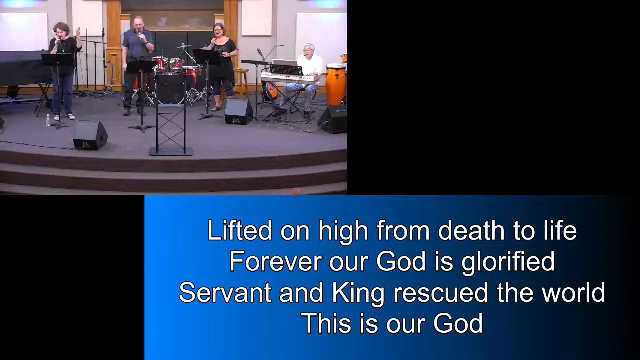 Lifted on high from death to life
Forever our God is glorified
Servant and King rescued the world
This is our God